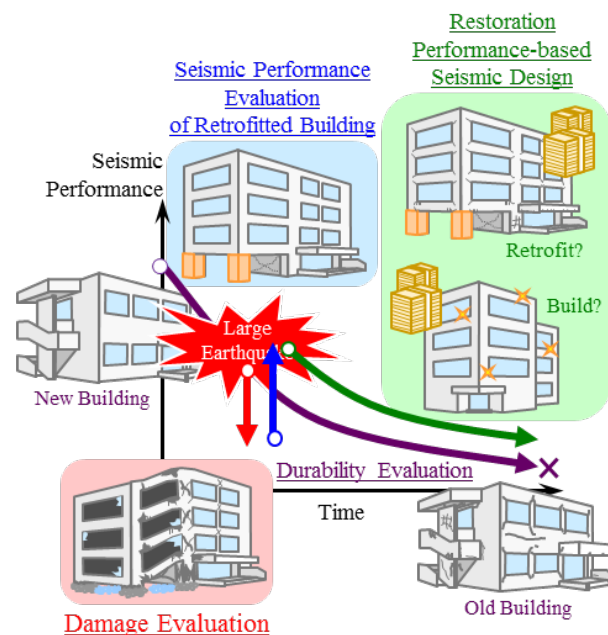 Restoration
Performance-based
Seismic Design
Seismic Performance
Evaluation
of Retrofitted Building
Seismic
Performance
Retrofit?
Build?
Large
Earthquake
New Building
Durability Evaluation
Time
Old Building
Damage Evaluation